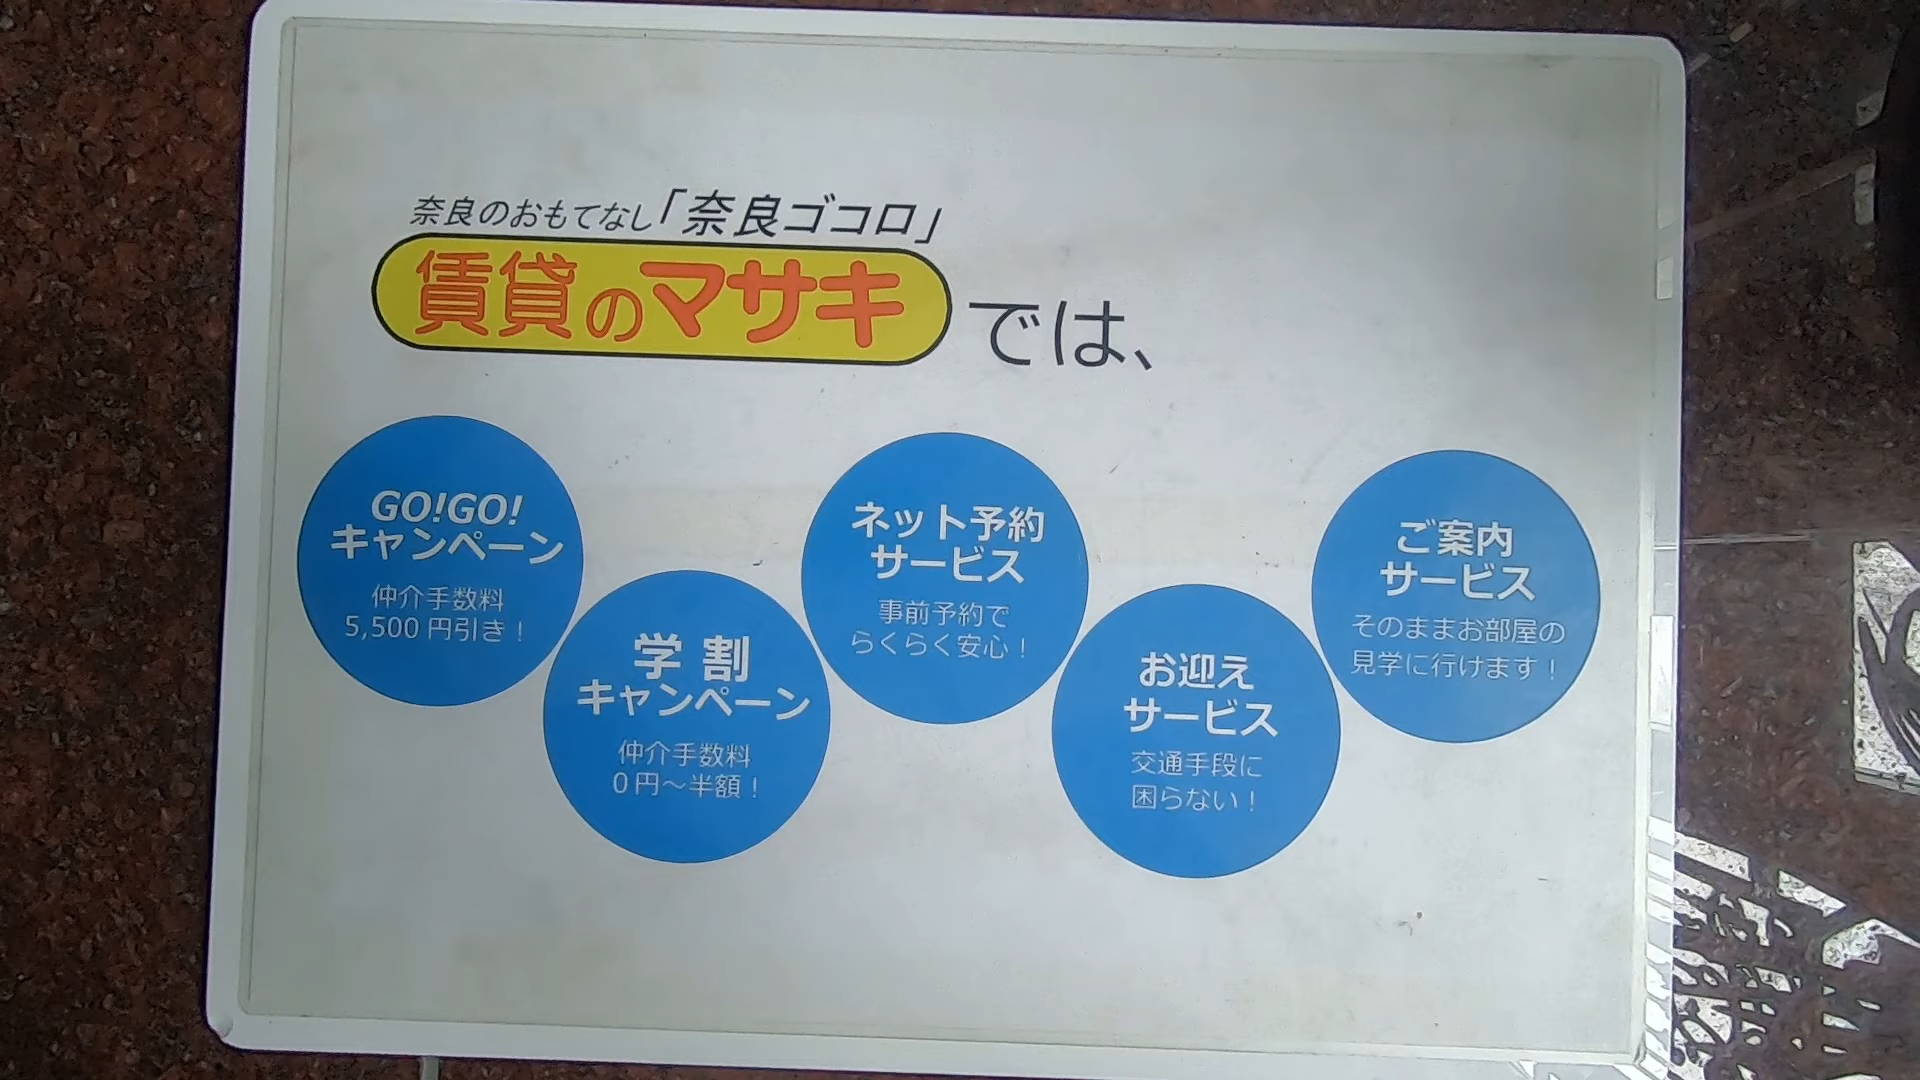 奈良のおもてなし「奈良ゴコロ」
賃貸のマサキでは、
GO!GO!
キャンペーン
仲介手数料
5,500円引き！
学割
キャンペーン
仲介手数料
0円～半額！
ネット予約
サービス
事前予約で
らくらく安心！
お迎え
サービス
交通手段に
困らない！
ご案内
サービス
そのままお部屋の
見学に行けます！